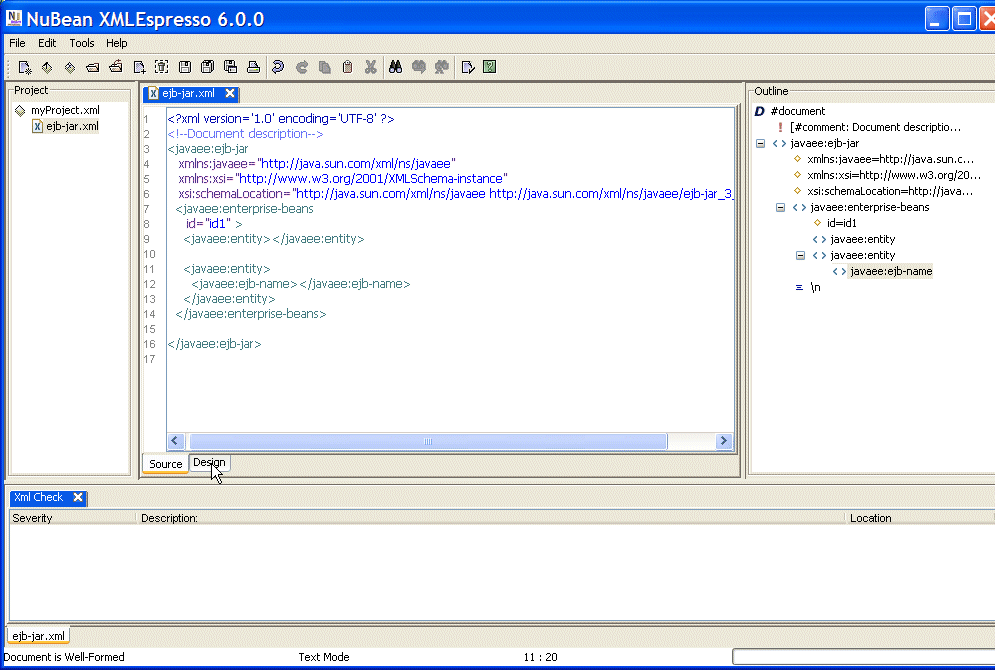 NuBean XMLEspresso 6.0.0
File Edit Tools Help
Project
myProject.xml
ejb-jar.xml
ejb-jar.xml
1 <?xml version='1.0' encoding='UTF-8' ?>
2 <!--Document description-->
3 <javaee:ejb-jar
4 xmlns:javaee="http://java.sun.com/xml/ns/javaee"
5 xmlns:xsi="http://www.w3.org/2001/XMLSchema-instance"
6 xsi:schemaLocation="http://java.sun.com/xml/ns/javaee http://java.sun.com/xml/ns/javaee/ejb-jar_3_
7 <javaee:enterprise-beans
8 id="id1" >
9 <javaee:entity></javaee:entity>
10
11 <javaee:entity>
12 <javaee:ejb-name></javaee:ejb-name>
13 </javaee:entity>
14 </javaee:enterprise-beans>
15
16 </javaee:ejb-jar>
17
Source Design
Outline
D #document
! [#comment: Document descriptio...
<> javaee:ejb-jar
xmlns:javaee=http://java.sun.c...
xmlns:xsi=http://www.w3.org/20...
xsi:schemaLocation=http://java...
<> javaee:enterprise-beans
id=id1
<> javaee:entity
<> javaee:entity
<> javaee:ejb-name
\n
Xml Check
Severity Description: Location
ejb-jar.xml
Document is Well-Formed Text Mode 11 : 20